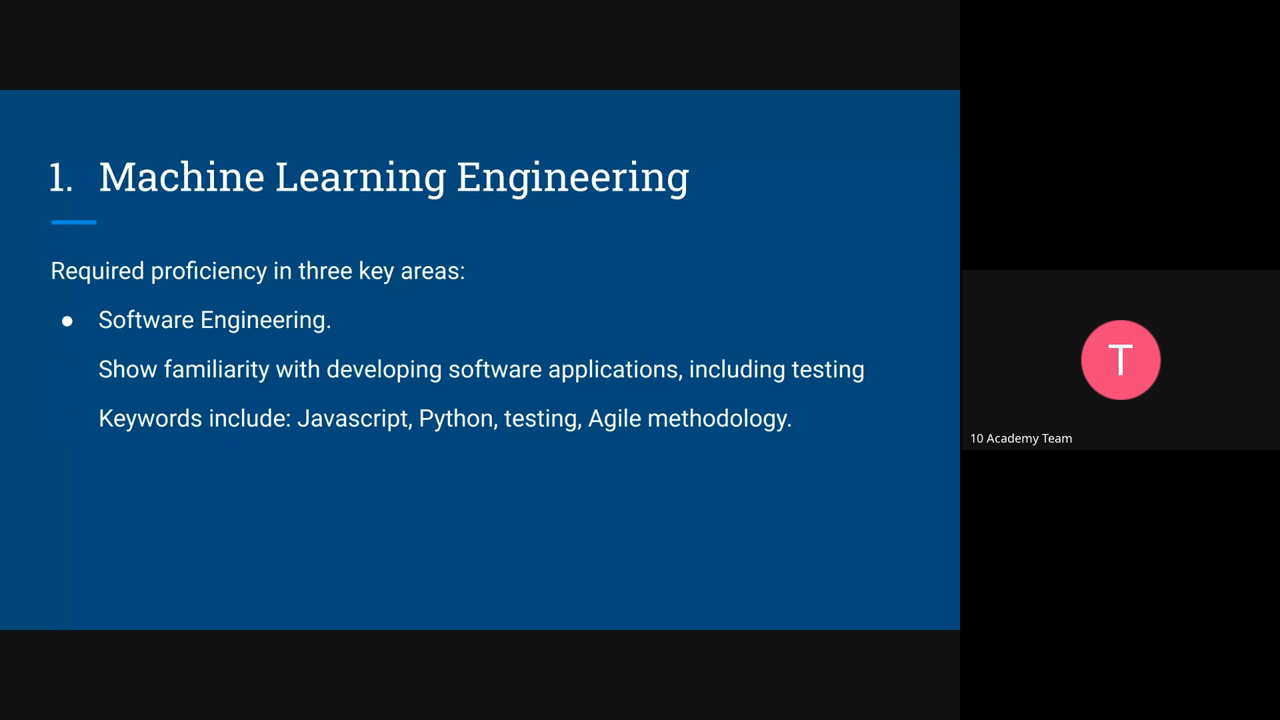 1. Machine Learning Engineering
Required proficiency in three key areas:
● Software Engineering.
Show familiarity with developing software applications, including testing
Keywords include: Javascript, Python, testing, Agile methodology.
T
10 Academy Team